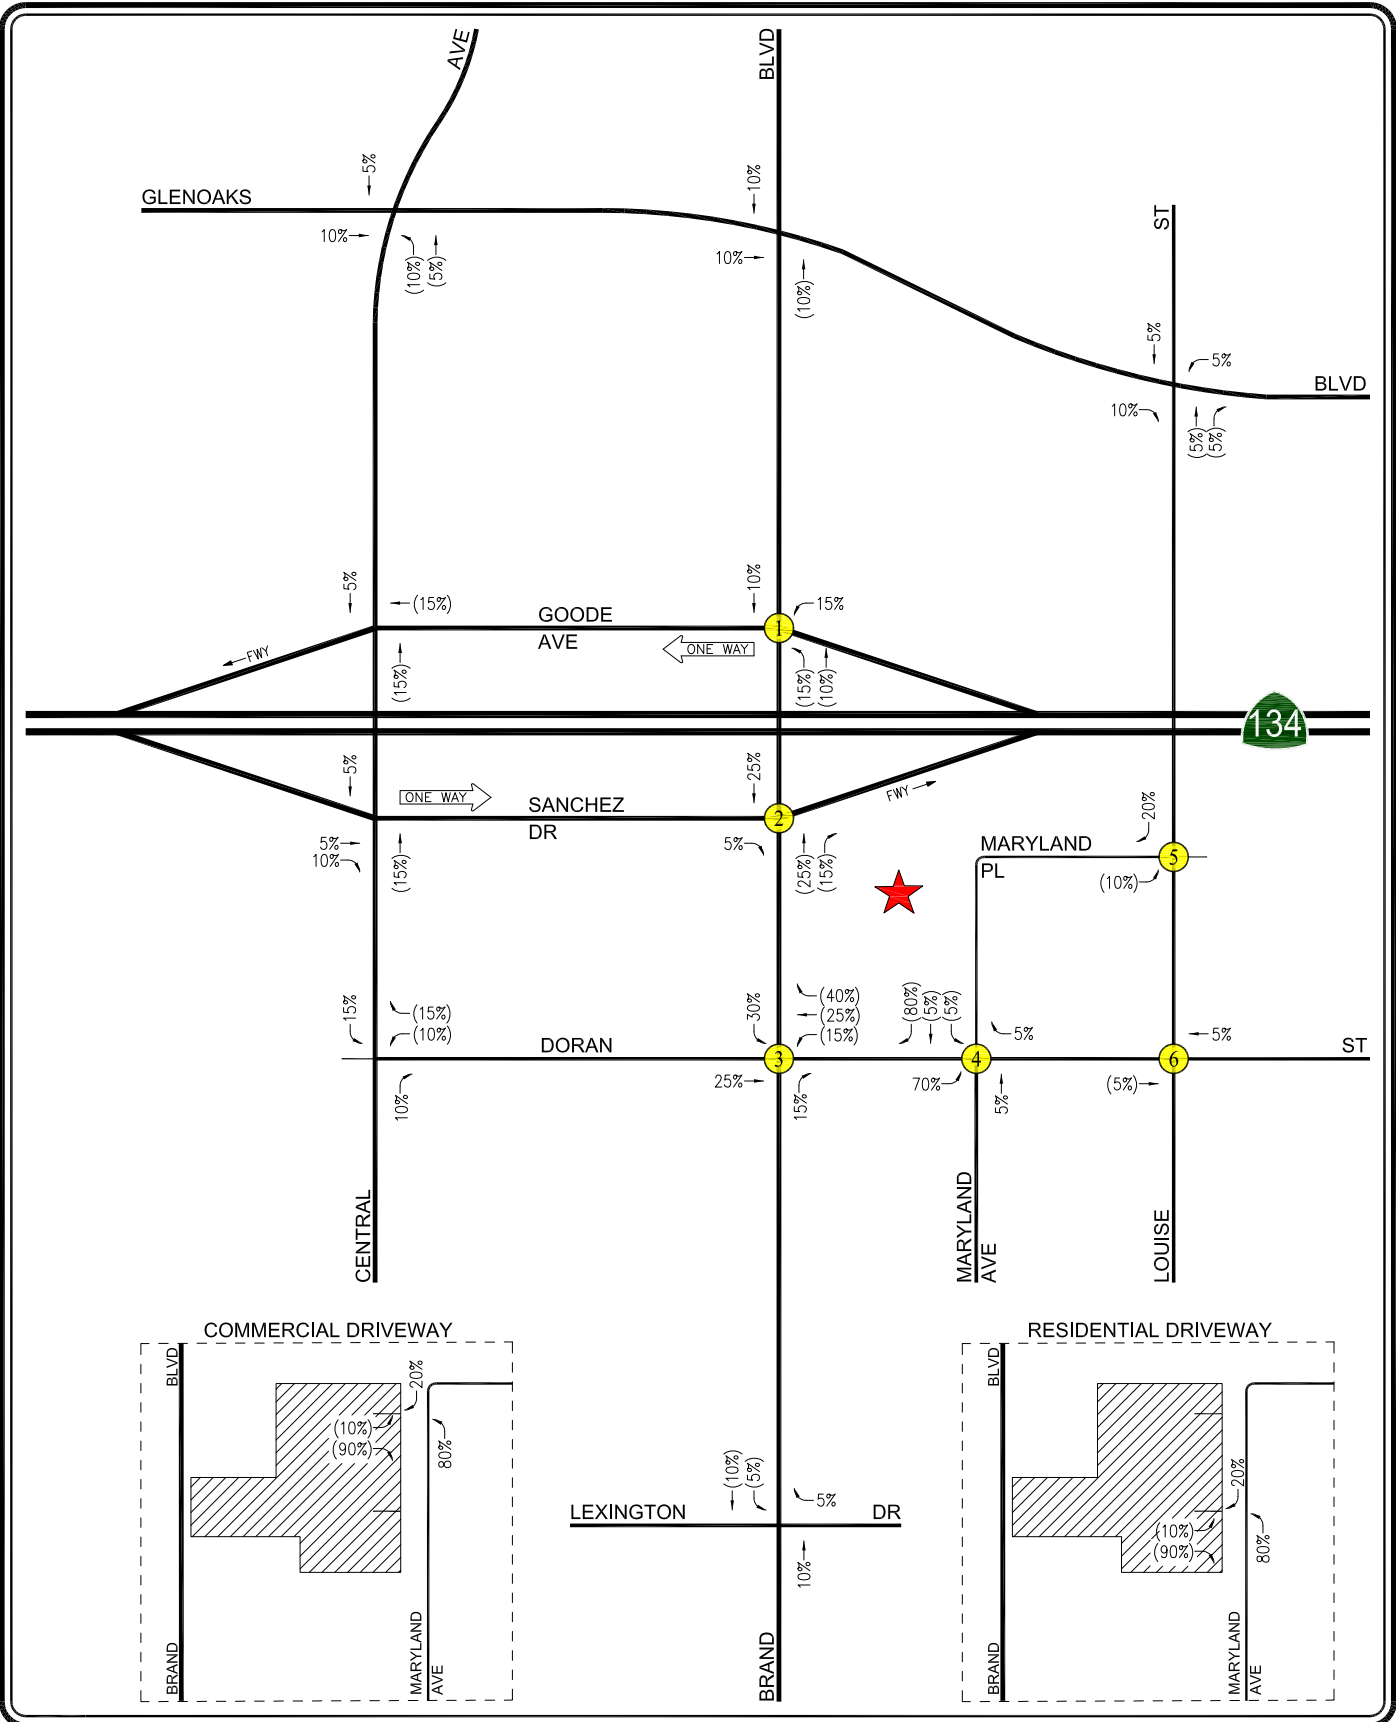 AVE
BLVD
5%
10%
GLENOAKS
ST
10%
(10%)
(5%)
10%
(10%)
5%
5%
BLVD
10%
(5%)
(5%)
5%
(15%)
GOODE
AVE
10%
15%
1
ONE WAY
FWY
(15%)
(15%)
(10%)
134
5%
ONE WAY
SANCHEZ
DR
25%
2
FWY
20%
5%
10%
(15%)
5%
(25%)
(15%)
MARYLAND
PL
5
(10%)
15%
(15%)
(10%)
30%
(40%)
(25%)
(15%)
(80%)
(5%)
(5%)
5%
5%
DORAN
3
4
6
ST
10%
25%
15%
70%
5%
(5%)
CENTRAL
MARYLAND
AVE
LOUISE
COMMERCIAL DRIVEWAY
BLVD
20%
(10%)
(90%)
80%
BRAND
MARYLAND
AVE
(10%)
(5%)
5%
LEXINGTON
DR
10%
BRAND
RESIDENTIAL DRIVEWAY
BLVD
20%
(10%)
(90%)
80%
BRAND
MARYLAND
AVE